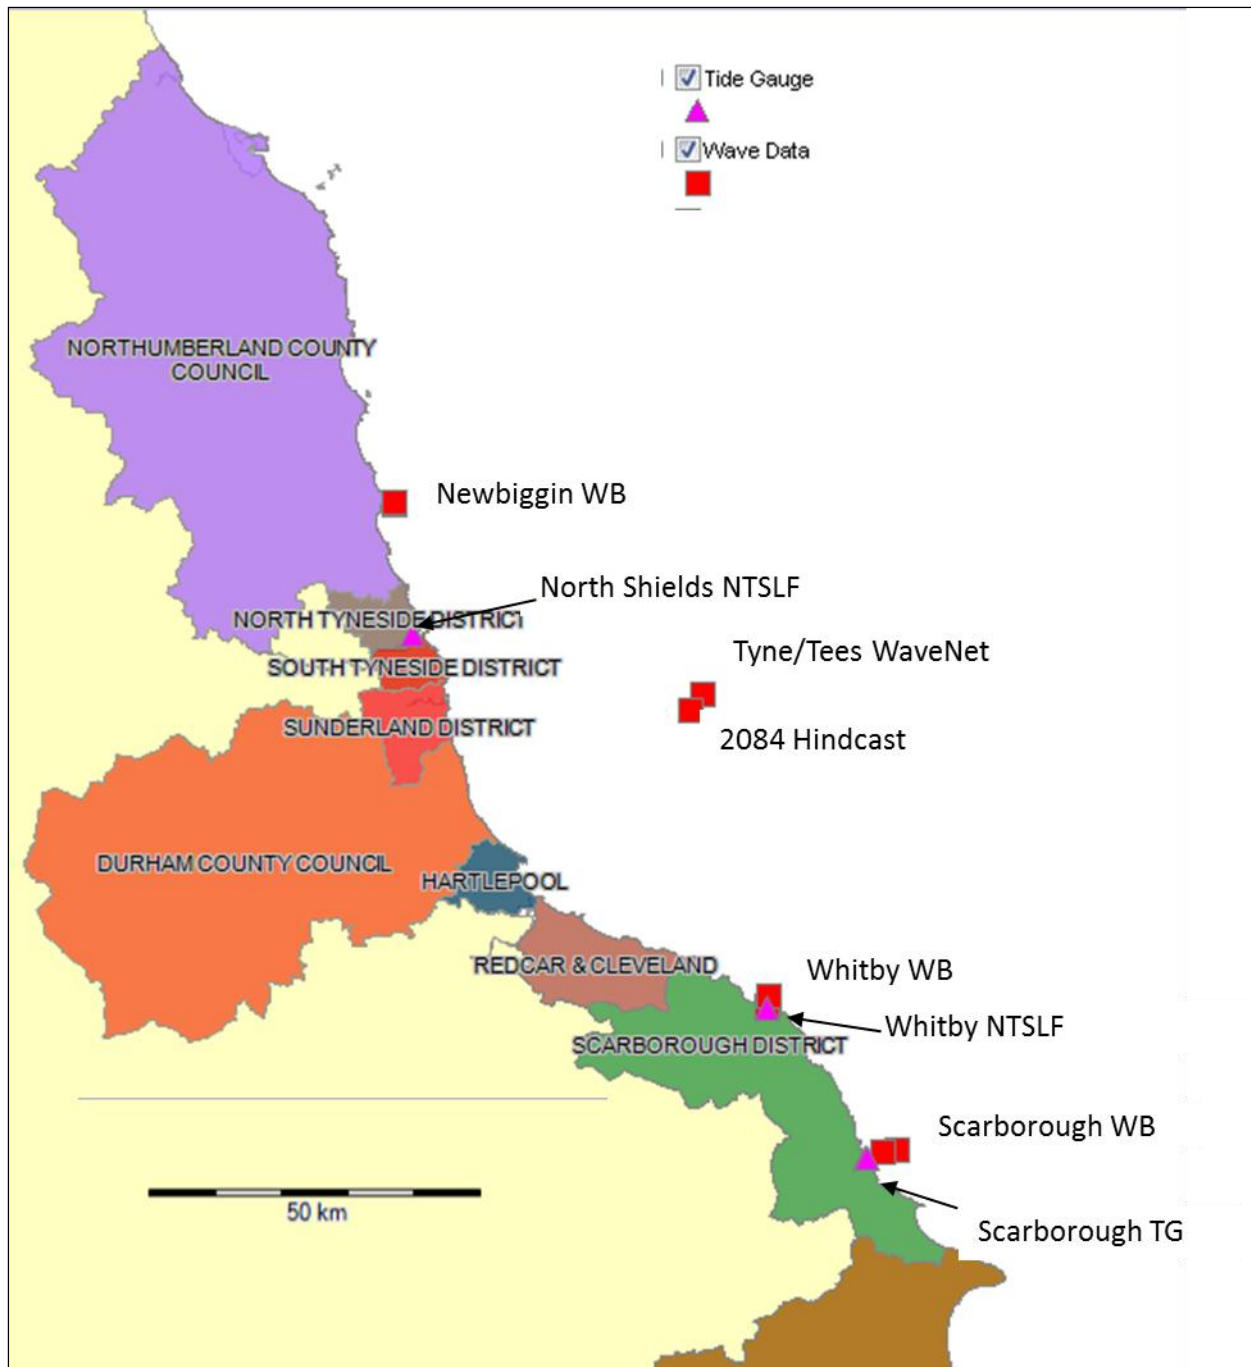 Tide Gauge
Wave Data
NORTHUMBERLAND COUNTY
COUNCIL
Newbiggin WB
North Shields NTSLF
NORTH TYNESIDE DISTRICT
SOUTH TYNESIDE DISTRICT
Tyne/Tees WaveNet
SUNDERLAND DISTRICT
2084 Hindcast
DURHAM COUNTY COUNCIL
HARTLEPOOL
REDCAR & CLEVELAND
Whitby WB
Whitby NTSLF
SCARBOROUGH DISTRICT
Scarborough WB
50 km
Scarborough TG